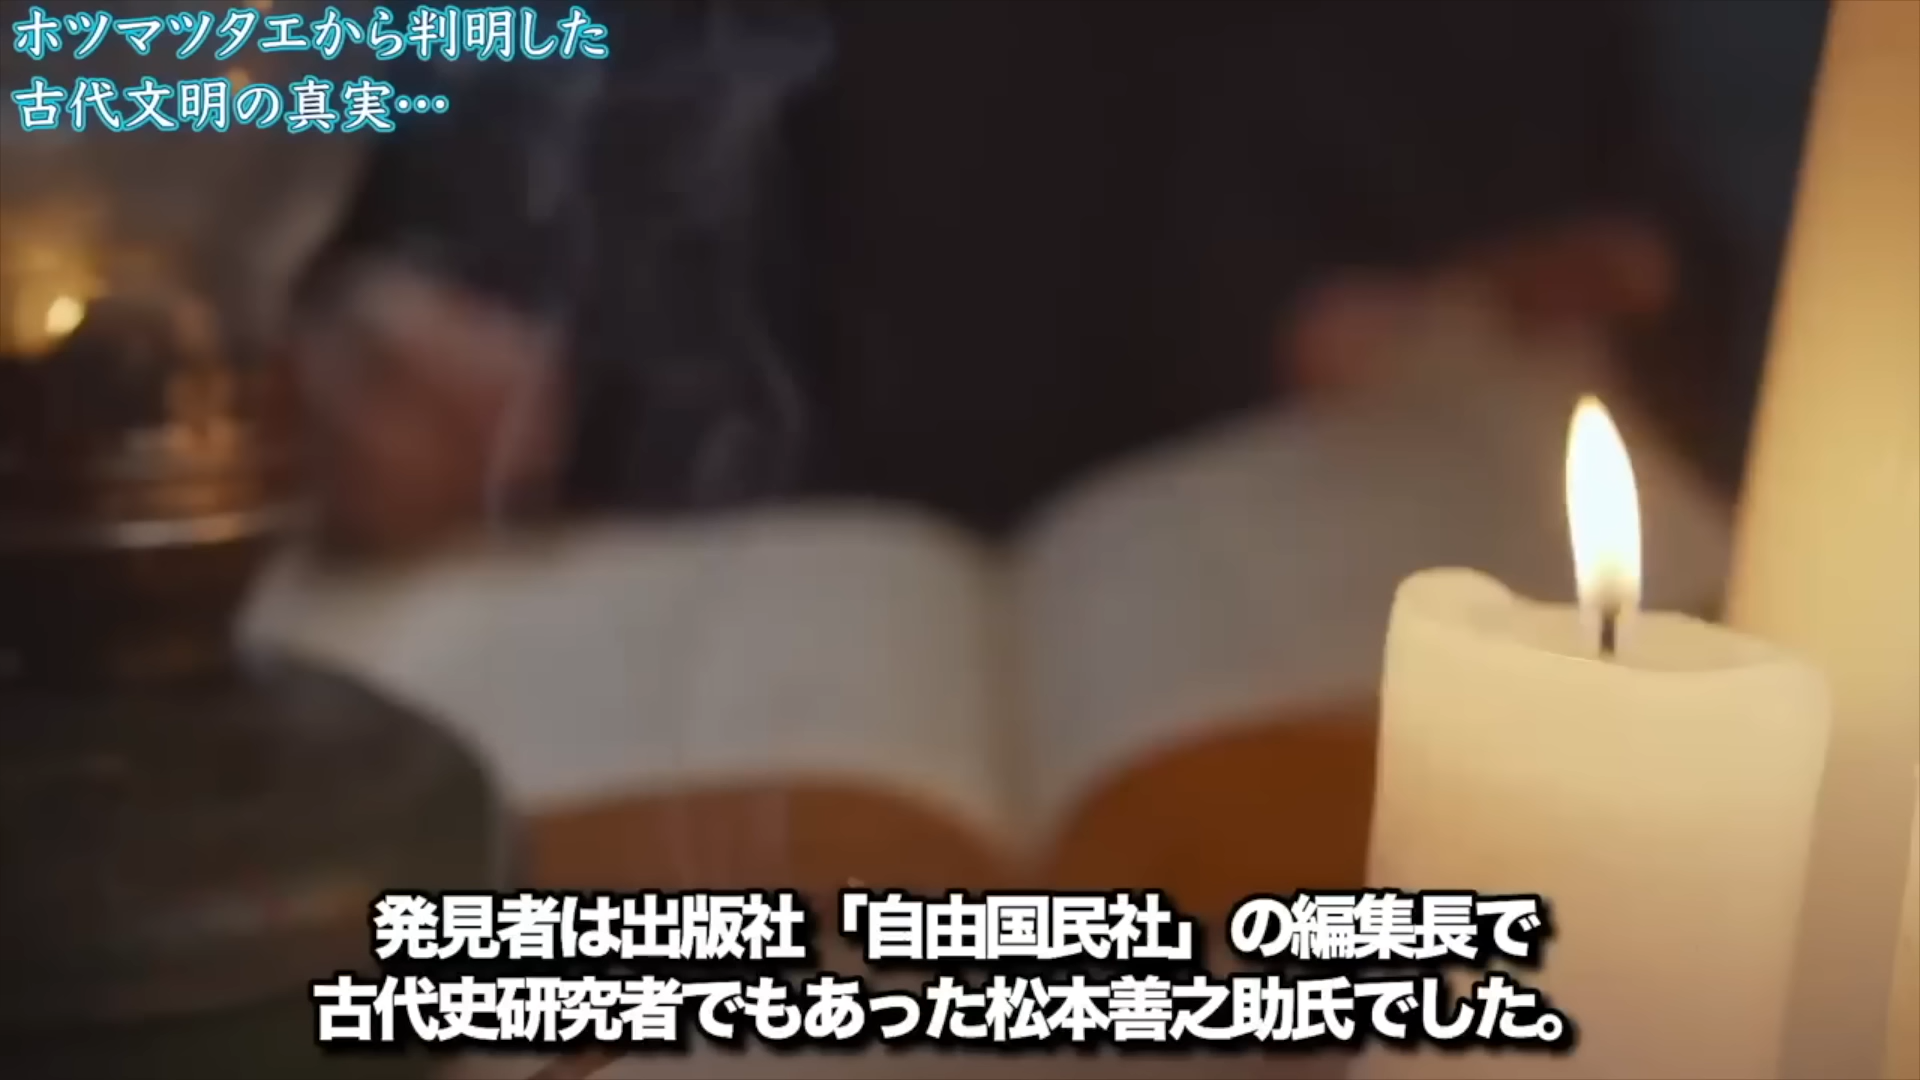 ホツマツタエから判明した
古代文明の真実…
発見者は出版社「自由国民社」の編集長で
古代史研究者でもあった松本善之助氏でした。